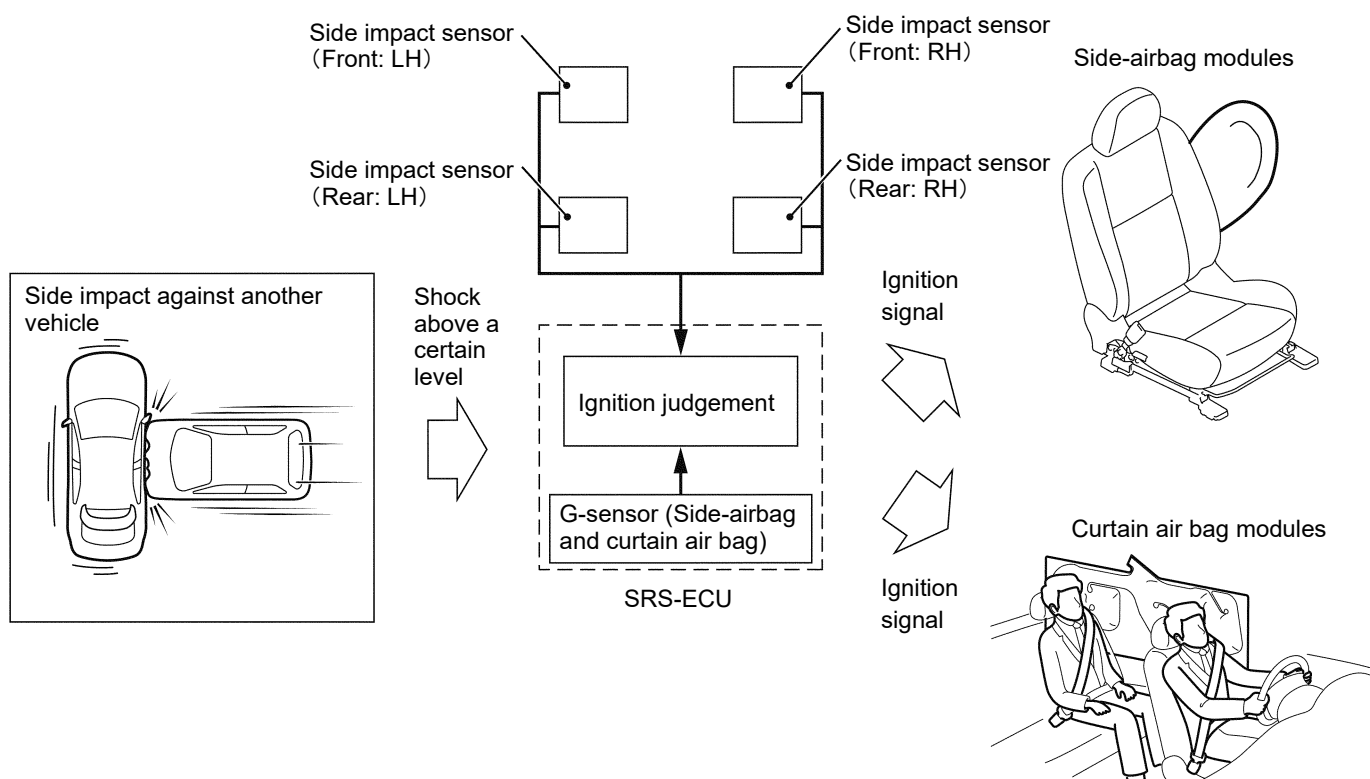 Side impact sensor
（Front: LH）
Side impact sensor
（Front: RH）
Side-airbag modules
Side impact sensor
（Rear: LH）
Side impact sensor
（Rear: RH）
Side impact against another
vehicle
Shock
above a
certain
level
Ignition
signal
Ignition judgement
G-sensor (Side-airbag
and curtain air bag)
SRS-ECU
Curtain air bag modules
Ignition
signal